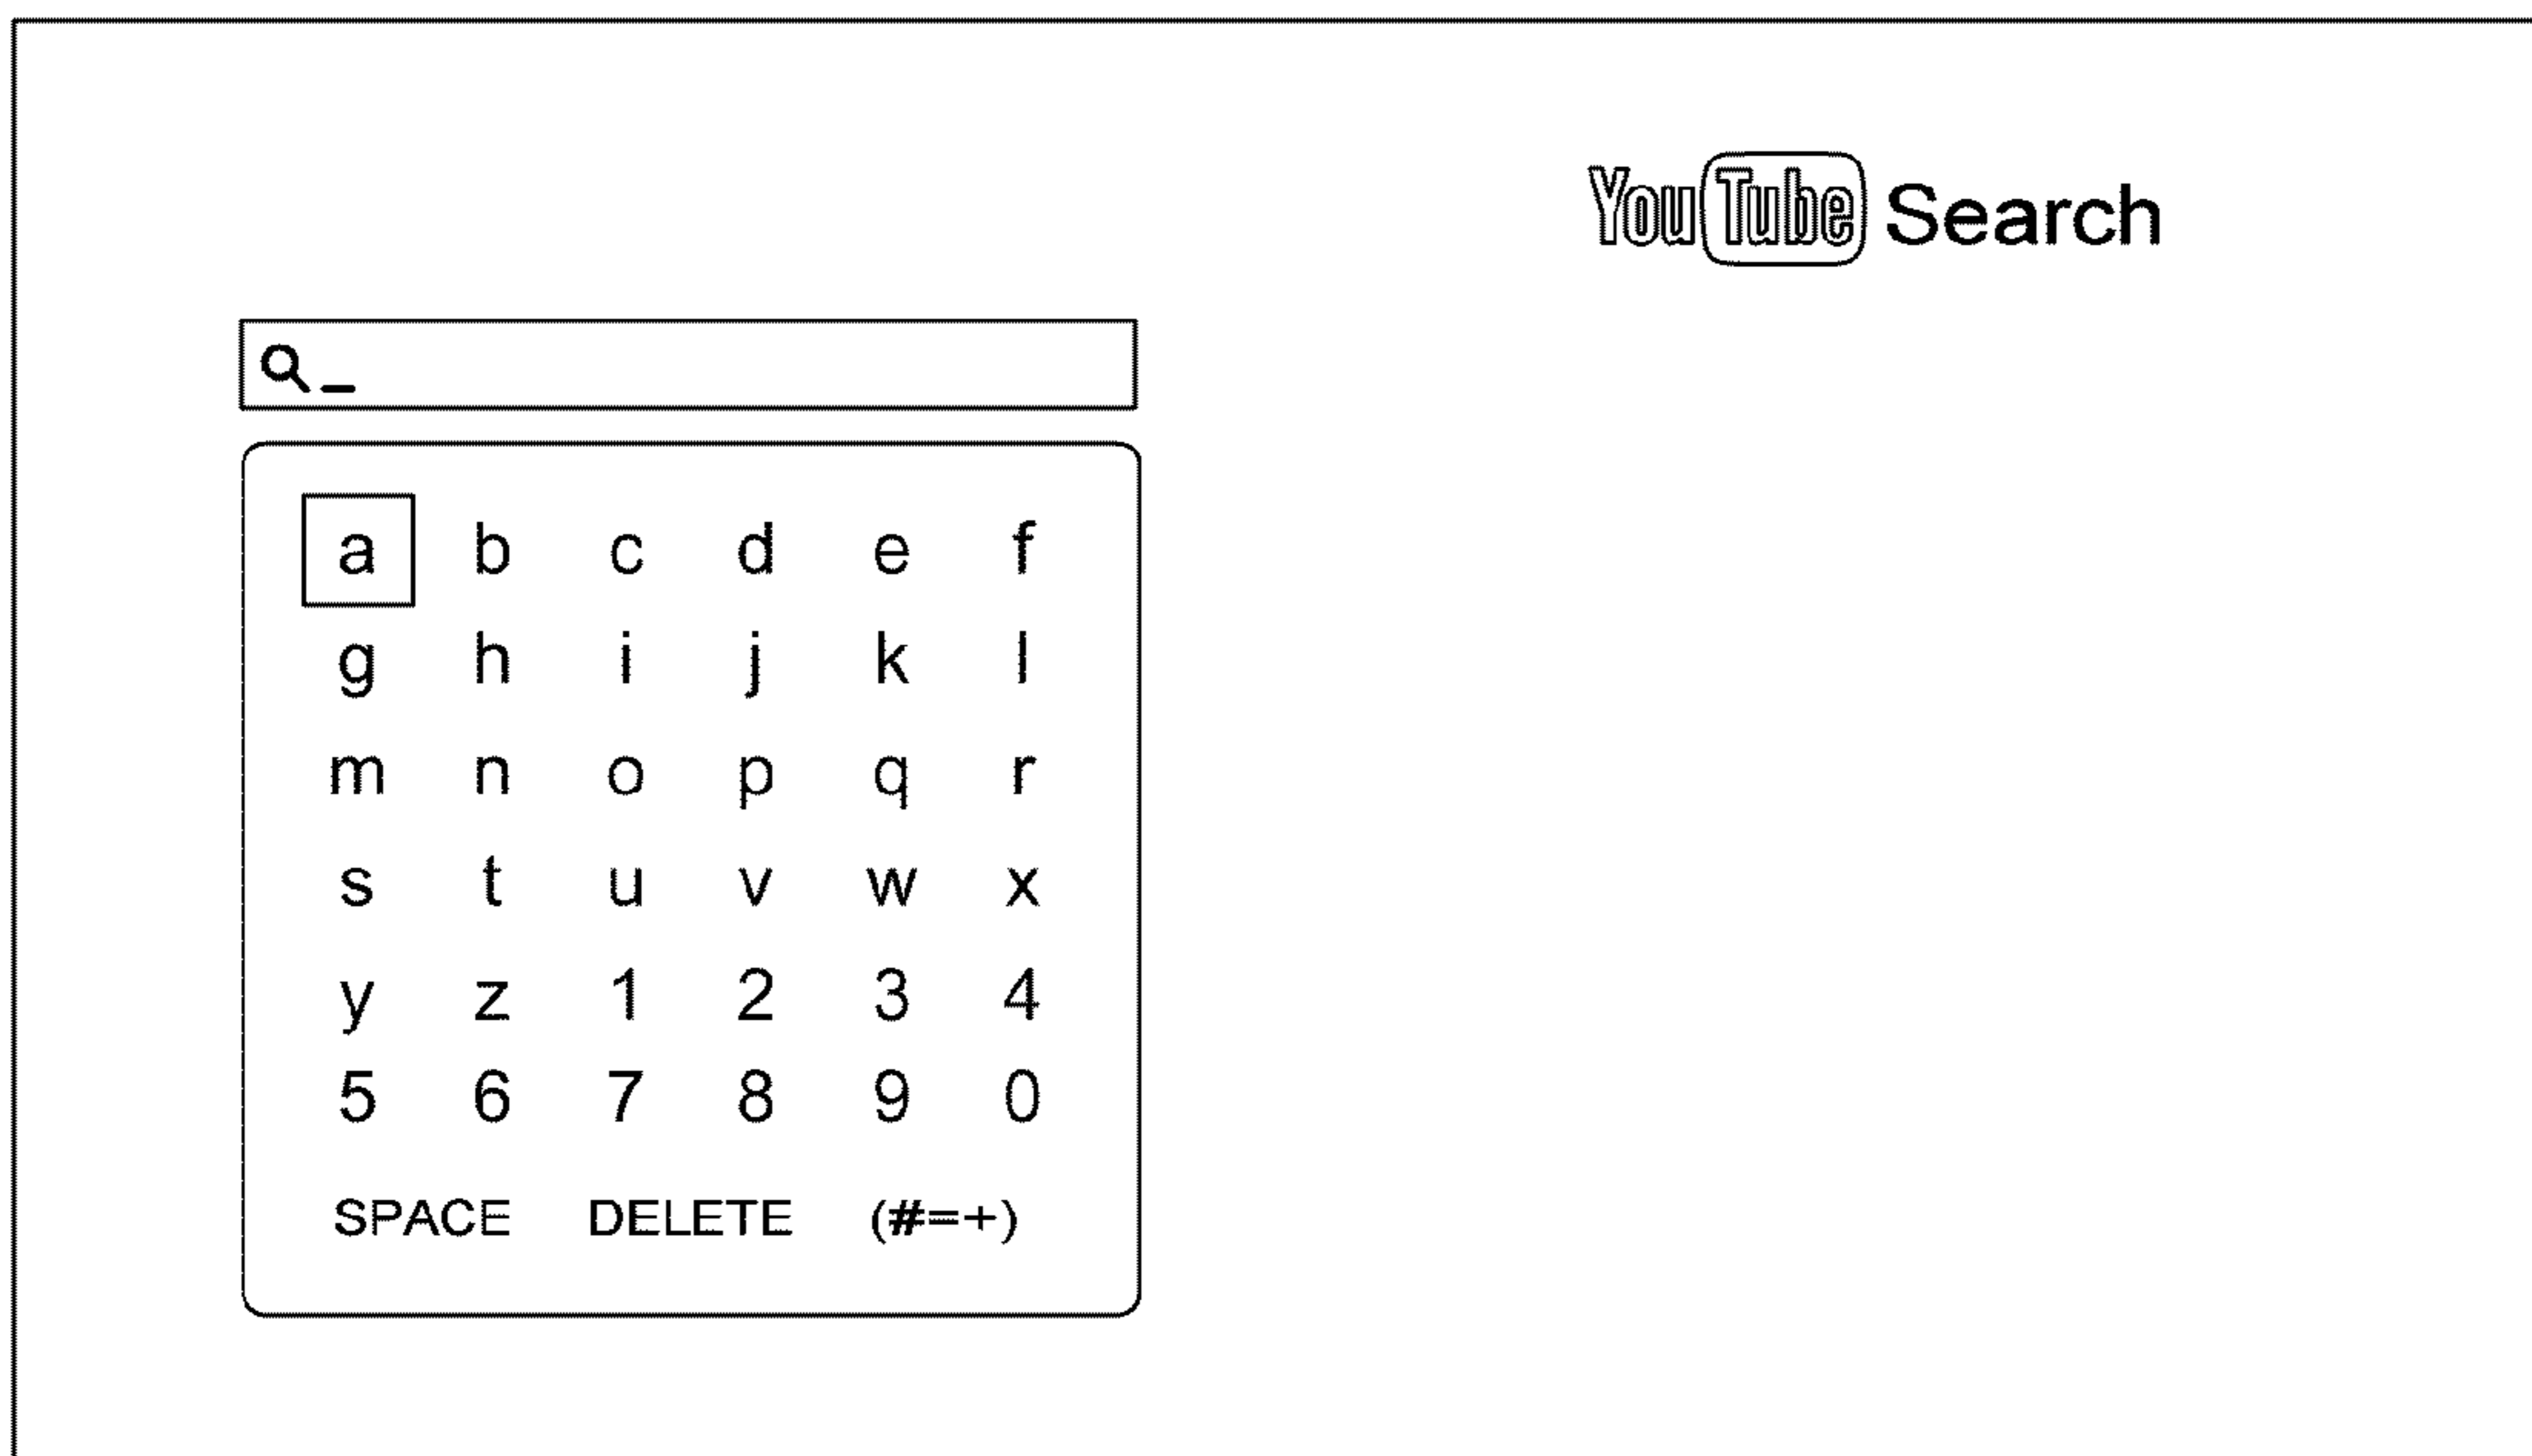 YouTube Search
_
a b c d e f
g h i j k l
m n o p q r
s t u v w x
y z 1 2 3 4
5 6 7 8 9 0
SPACE DELETE (#=+)